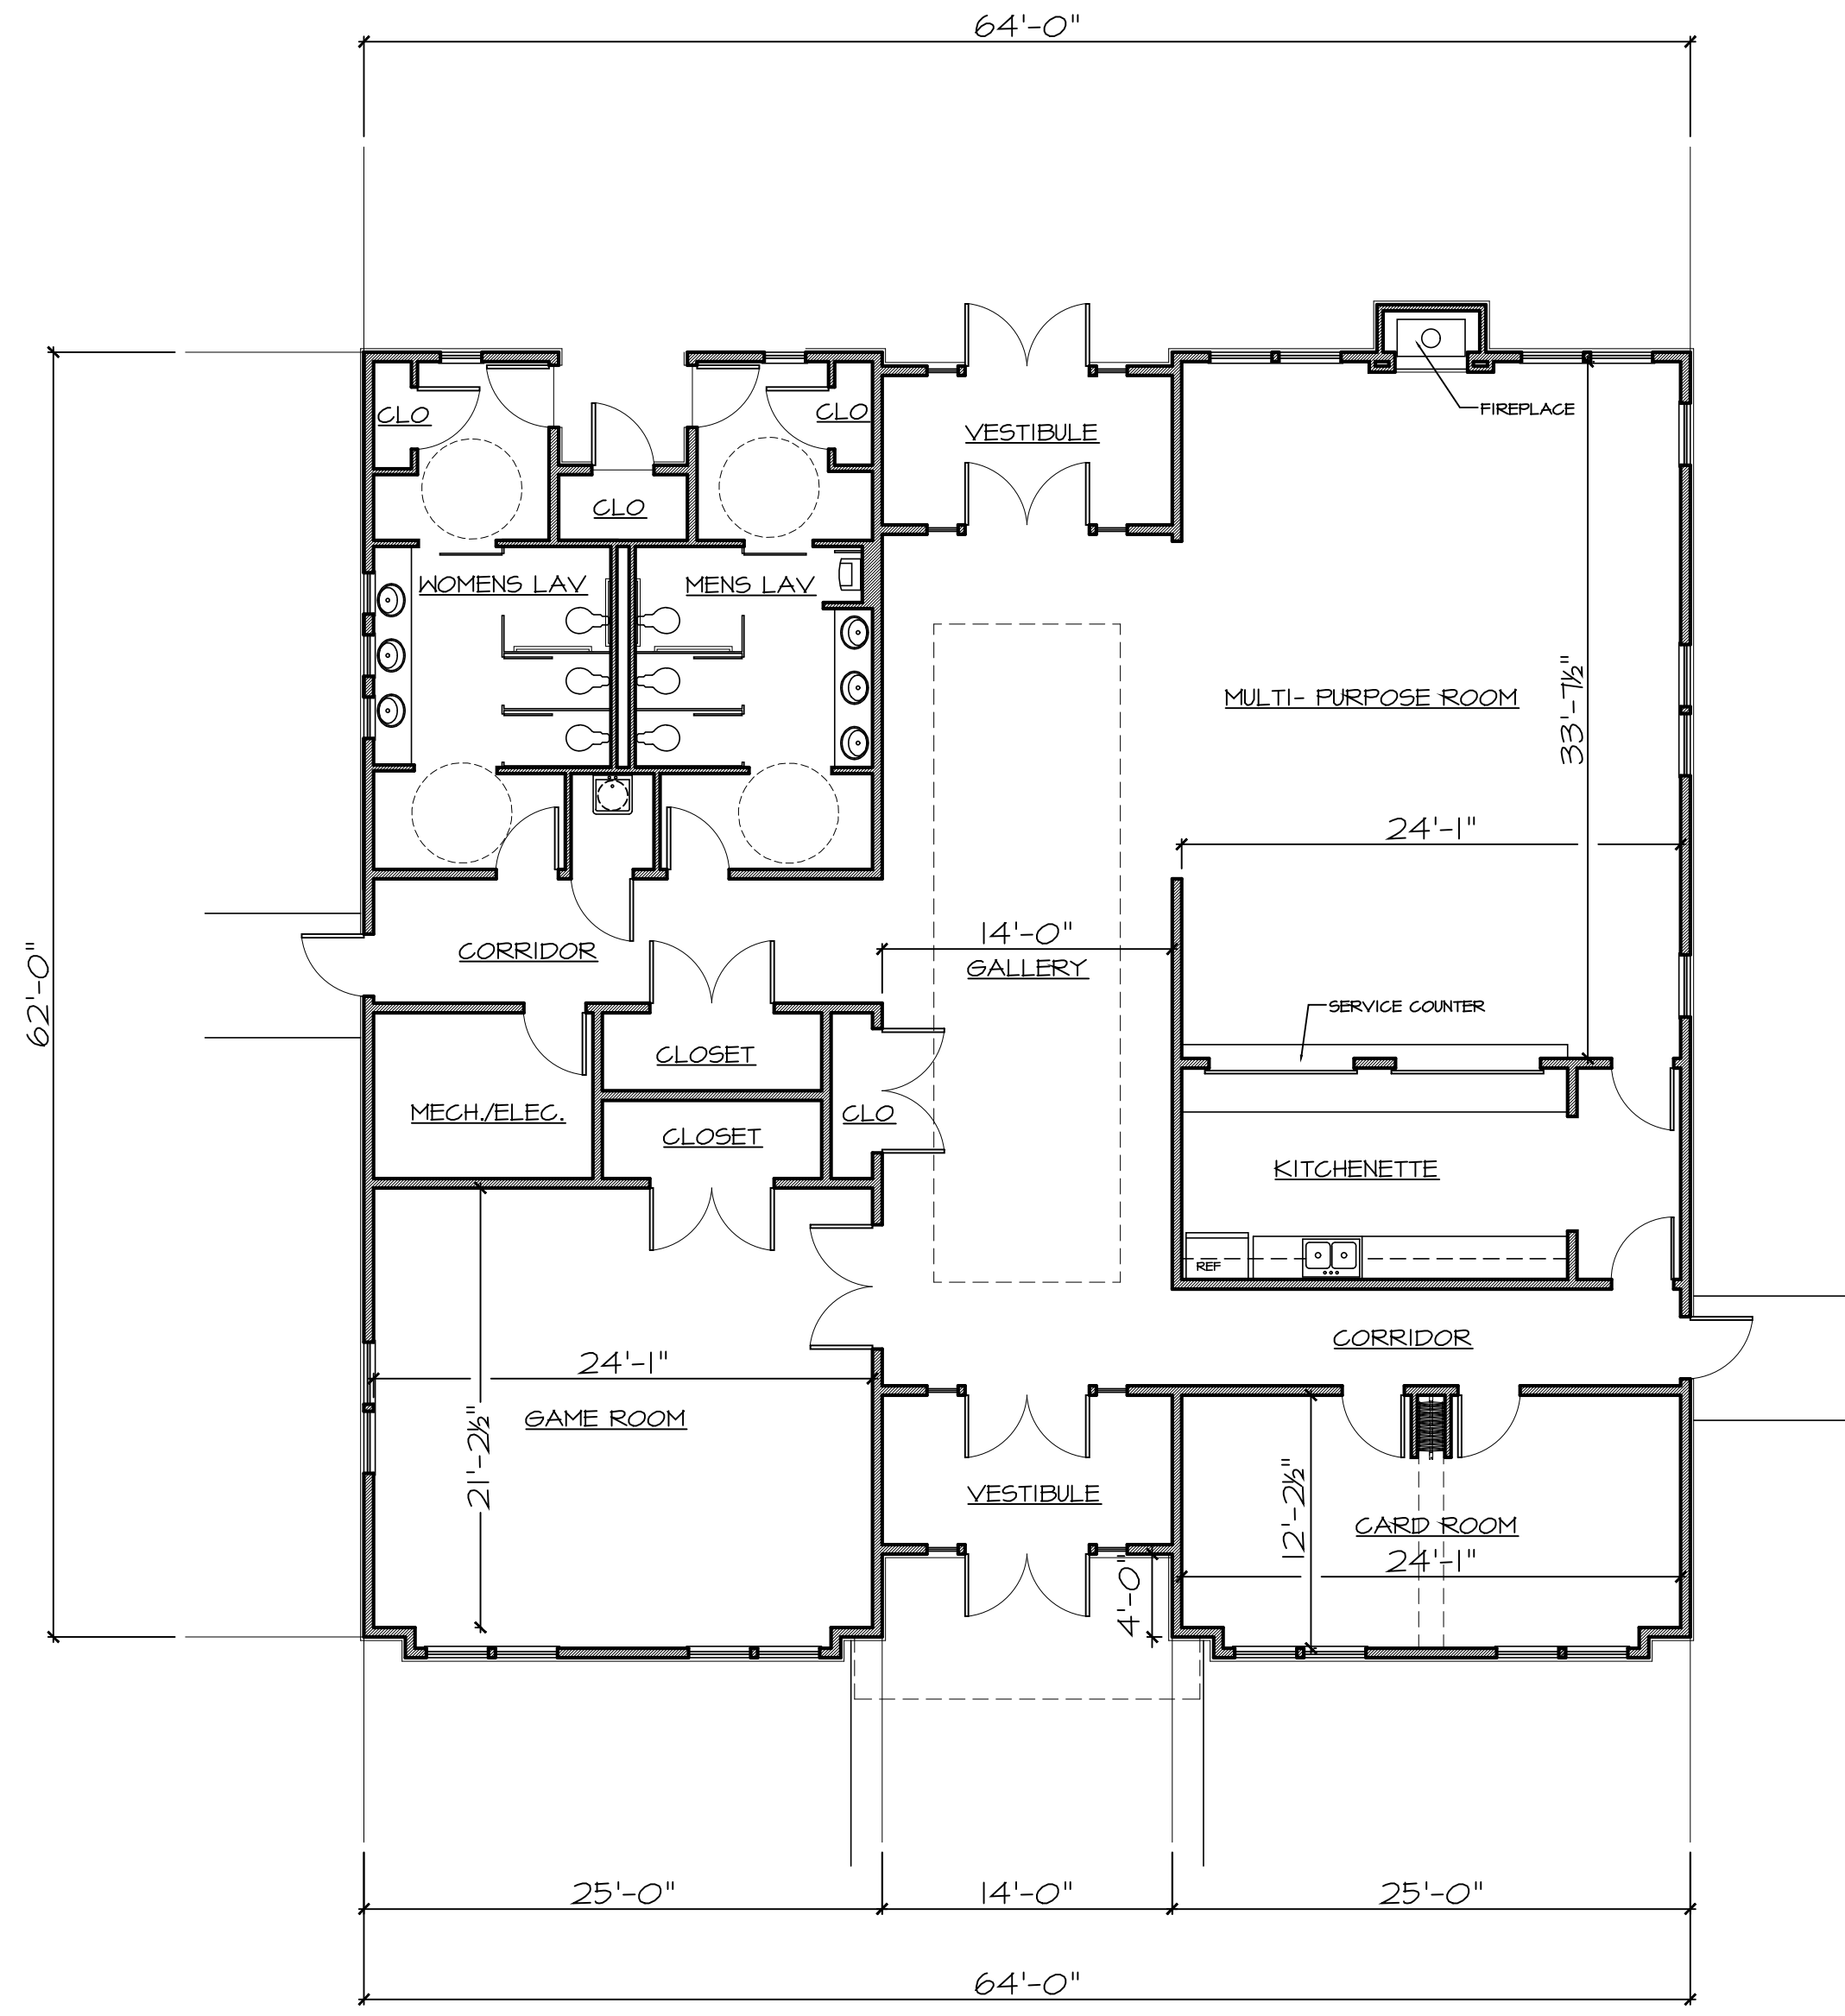 64'-0"
FIREPLACE
CLO
CLO
VESTIBULE
CLO
WOMENS LAV
MENS LAV
MULTI- PURPOSE ROOM
33'-7½"
24'-1"
14'-0"
CORRIDOR
GALLERY
62'-0"
SERVICE COUNTER
CLOSET
MECH./ELEC.
CLO
CLOSET
KITCHENETTE
REF
CORRIDOR
24'-1"
GAME ROOM
21'-2½"
VESTIBULE
12'-2½"
CARD ROOM
24'-1"
4'-0"
25'-0"
14'-0"
25'-0"
64'-0"